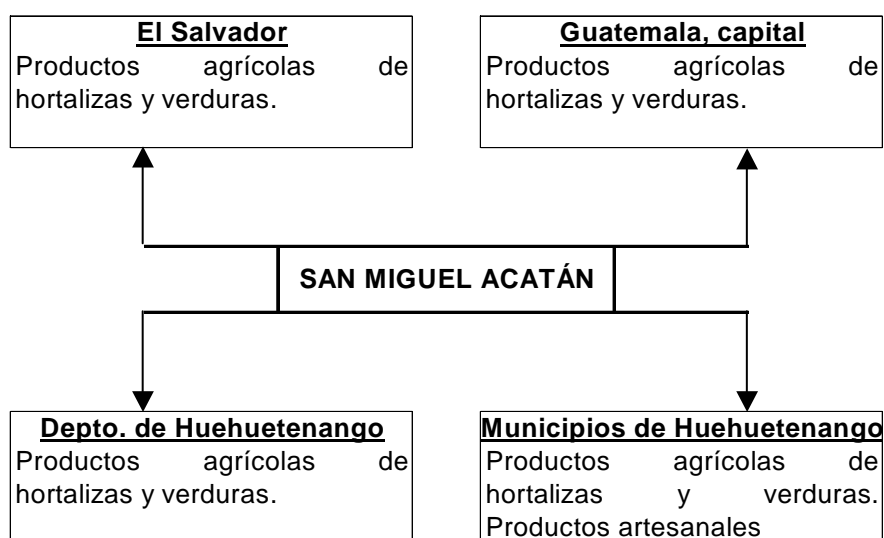 El Salvador
Productos agrícolas de
hortalizas y verduras.
Guatemala, capital
Productos agrícolas de
hortalizas y verduras.
SAN MIGUEL ACATÁN
Depto. de Huehuetenango
Productos agrícolas de
hortalizas y verduras.
Municipios de Huehuetenango
Productos agrícolas de
hortalizas y verduras.
Productos artesanales